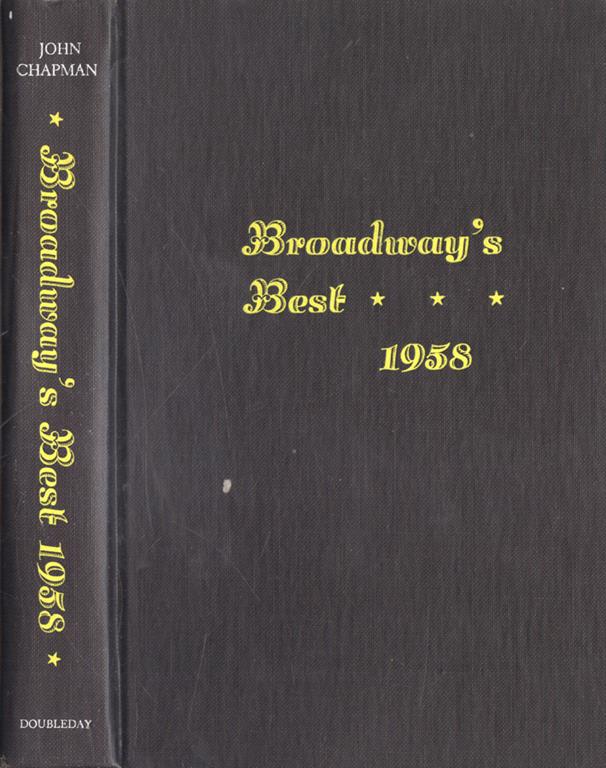 JOHN
CHAPMAN
★ Broadway's Best 1958 ★
DOUBLEDAY
Broadway's
Best ★ ★ ★
1958